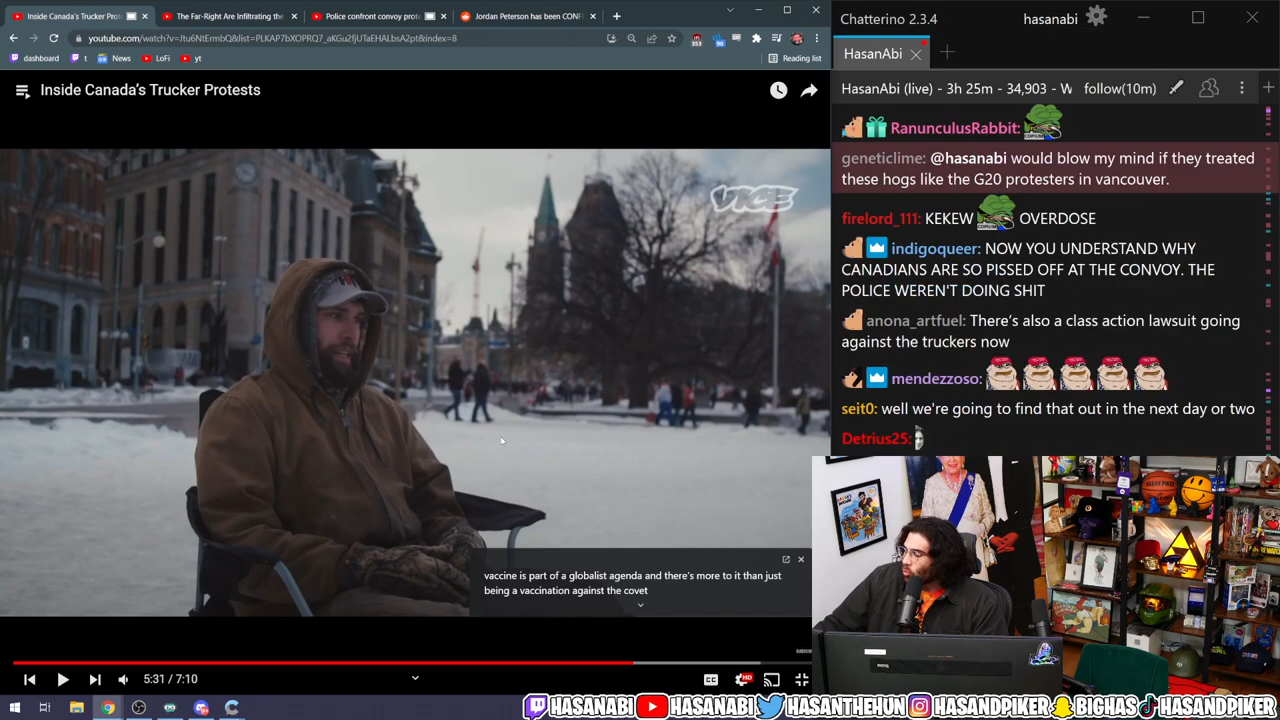 Inside Canada's Trucker Prote
The Far-Right Are Infiltrating the
Police confront convoy prote
Jordan Peterson has been CONF
Chatterino 2.3.4
hasanabi
youtube.com/watch?v=Jtu6NtErmbQ&list=PLKAP7bXOPRQ7_aKGu2fjUTaEHALbsA2pt&index=8
dashboard
t
News
LoFi
yt
Reading list
HasanAbi
Inside Canada's Trucker Protests
HasanAbi (live) - 3h 25m - 34,903 - W
follow(10m)
VICE
RanunculusRabbit:
geneticlime: @hasanabi would blow my mind if they treated
these hogs like the G20 protesters in vancouver.
firelord_111: KEKEW OVERDOSE
indigoqueer: NOW YOU UNDERSTAND WHY
CANADIANS ARE SO PISSED OFF AT THE CONVOY. THE
POLICE WEREN'T DOING SHIT
anona_artfuel: There's also a class action lawsuit going
against the truckers now
mendezzoso:
seit0: well we're going to find that out in the next day or two
Detrius25:
vaccine is part of a globalist agenda and there's more to it than just
being a vaccination against the covet
SUBSCRIBE
5:31 / 7:10
CC
HD
HASANABI HASANABI HASANTHEHUN HASANDPIKER BIGHAS HASANDPIKER